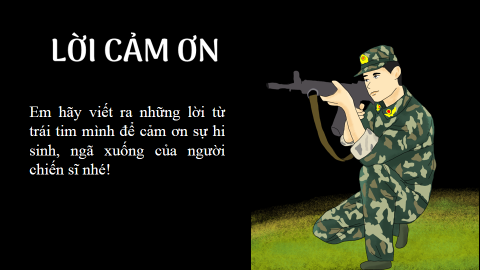 LỜI CẢM ƠN
Em hãy viết ra những lời từ
trái tim mình để cảm ơn sự hi
sinh, ngã xuống của người
chiến sĩ nhé!